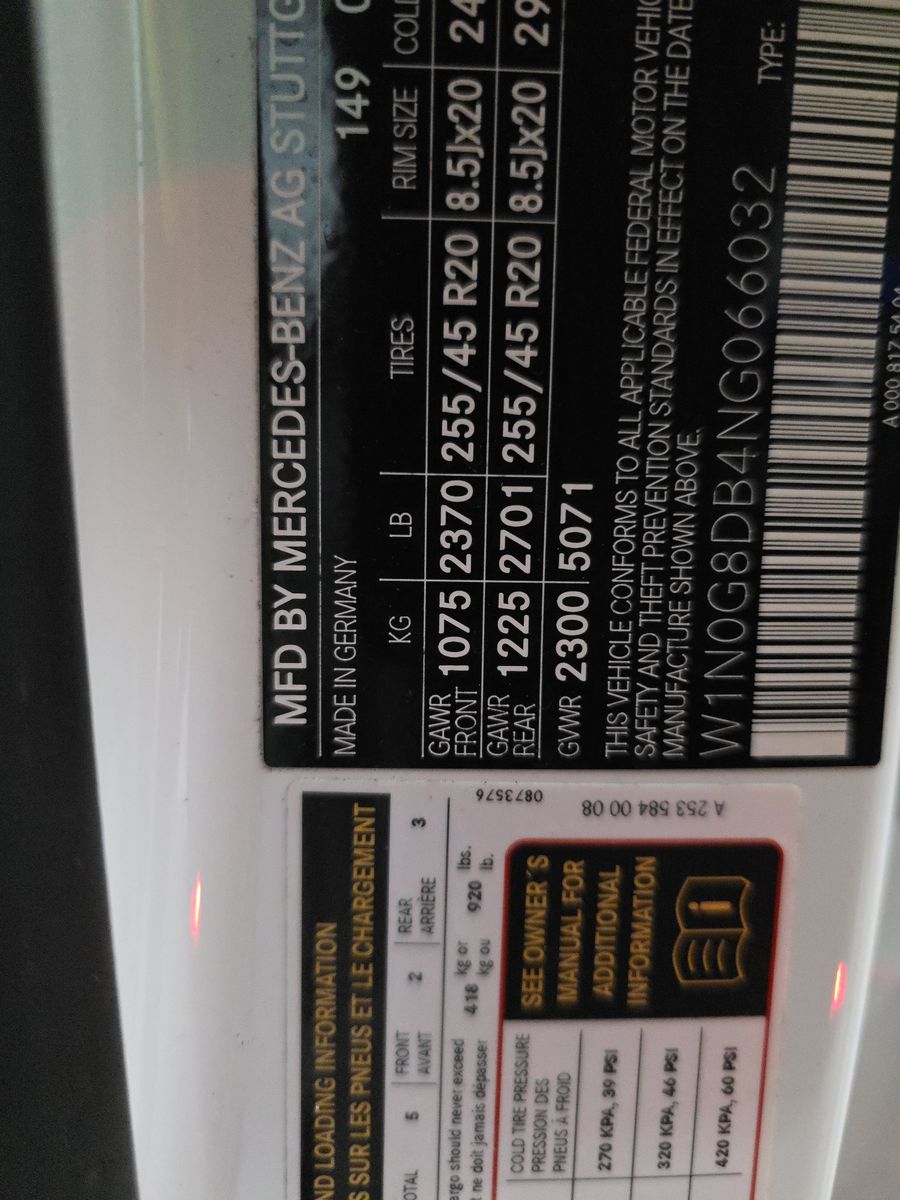 MFD BY MERCEDES-BENZ AG STUTTG
MADE IN GERMANY 149
KG LB TIRES RIM SIZE COLD
GAWR FRONT 1075 2370 255/45 R20 8.5Jx20 24
GAWR REAR 1225 2701 255/45 R20 8.5Jx20 29
GVWR 2300 5071
THIS VEHICLE CONFORMS TO ALL APPLICABLE FEDERAL MOTOR VEHIC
SAFETY AND THEFT PREVENTION STANDARDS IN EFFECT ON THE DATE
MANUFACTURE SHOWN ABOVE.
W1N0G8DB4NG066032 TYPE:
A 000 817 54 04
ND LOADING INFORMATION
S SUR LES PNEUS ET LE CHARGEMENT
OTAL 5 FRONT AVANT 2 REAR ARRIÈRE 3
argo should never exceed 418 kg or 920 lbs.
t ne doit jamais dépasser kg ou lb.
0873576
A 253 584 00 08
COLD TIRE PRESSURE
PRESSION DES
PNEUS À FROID
270 KPA, 39 PSI
320 KPA, 46 PSI
420 KPA, 60 PSI
SEE OWNER'S
MANUAL FOR
ADDITIONAL
INFORMATION